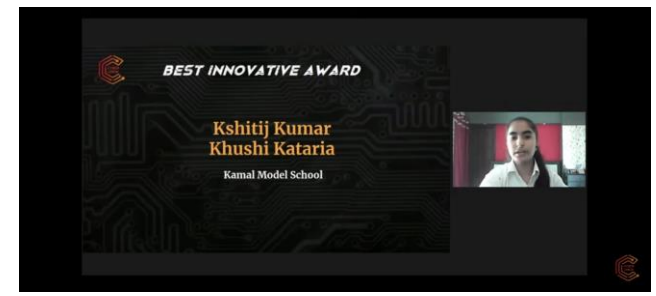 BEST INNOVATIVE AWARD
Kshitij Kumar
Khushi Kataria
Kamal Model School